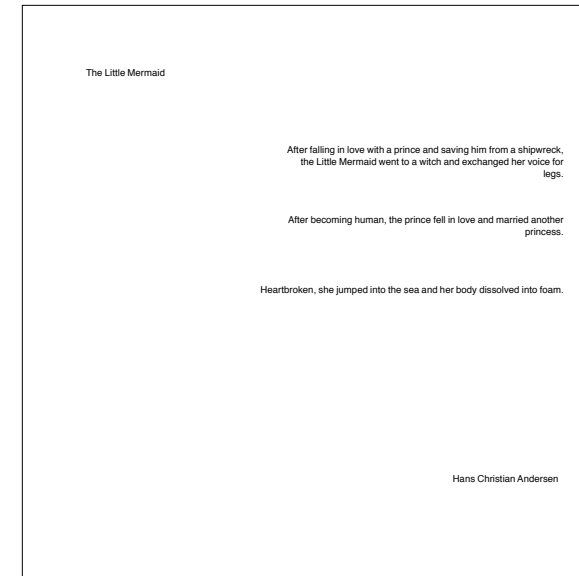 The Little Mermaid
After falling in love with a prince and saving him from a shipwreck,
the Little Mermaid went to a witch and exchanged her voice for
legs.
After becoming human, the prince fell in love and married another
princess.
Heartbroken, she jumped into the sea and her body dissolved into foam.
Hans Christian Andersen